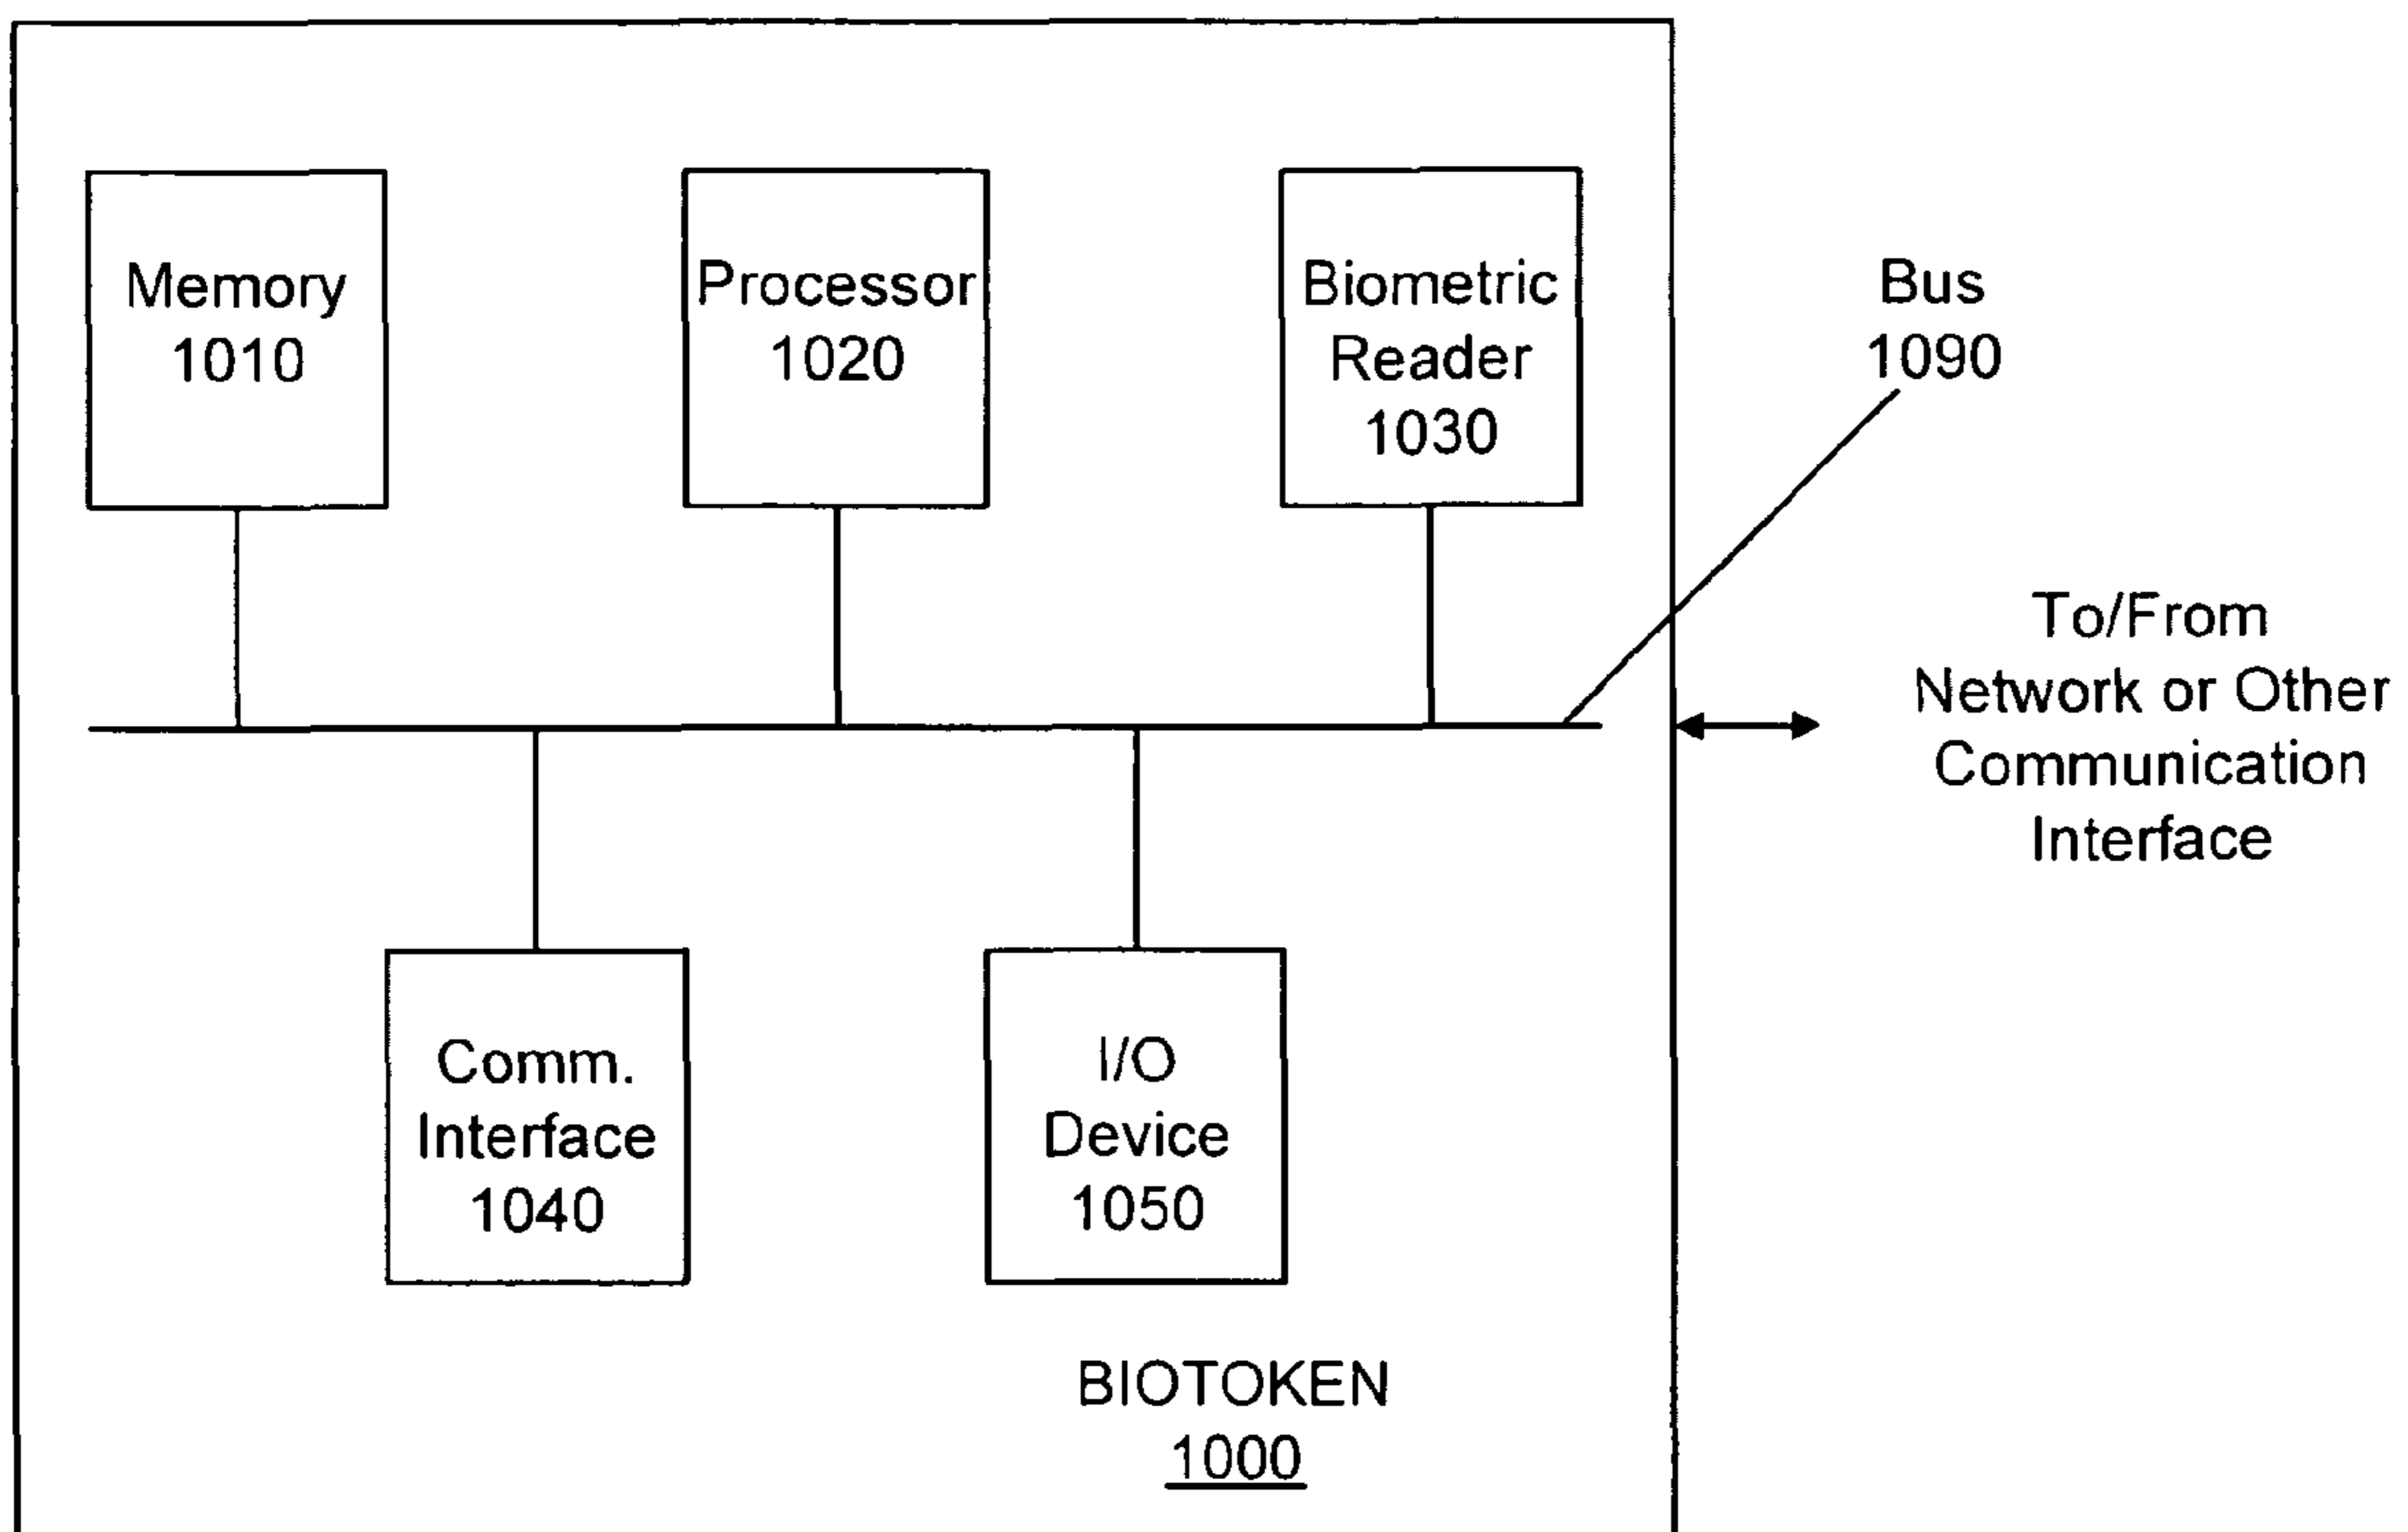 Memory
1010
Processor
1020
Biometric
Reader
1030
Bus
1090
To/From
Network or Other
Communication
Interface
Comm.
Interface
1040
I/O
Device
1050
BIOTOKEN
1000